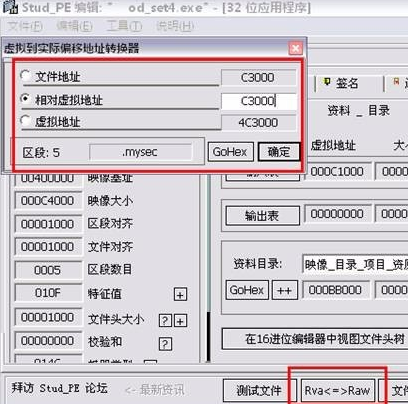 Stud_PE 编辑: " od_set4.exe" - [32 位应用程序]
文件(F) 编辑(E) 工具(T) 说明(H)
虚拟到实际偏移地址转换器
文件地址 C3000
相对虚拟地址 C3000
虚拟地址 4C3000
区段: 5 .mysec GoHex 确定
签名
资料 _ 目录
虚拟地址
000C1000
00400000 映像基址
000C4000 映像大小
00001000 区段对齐
输出表 00000000
00001000 文件对齐
0005 区段数目
资料目录: 映像_目录_项目_资
010F 特征值 +
GoHex ++ 000BB000
00001000 文件头大小 ? +
00000000 校验和 ?
在16进位编辑器中视图文件头树
拜访 Stud_PE 论坛 <- 最新资讯 测试文件 Rva<=>Raw